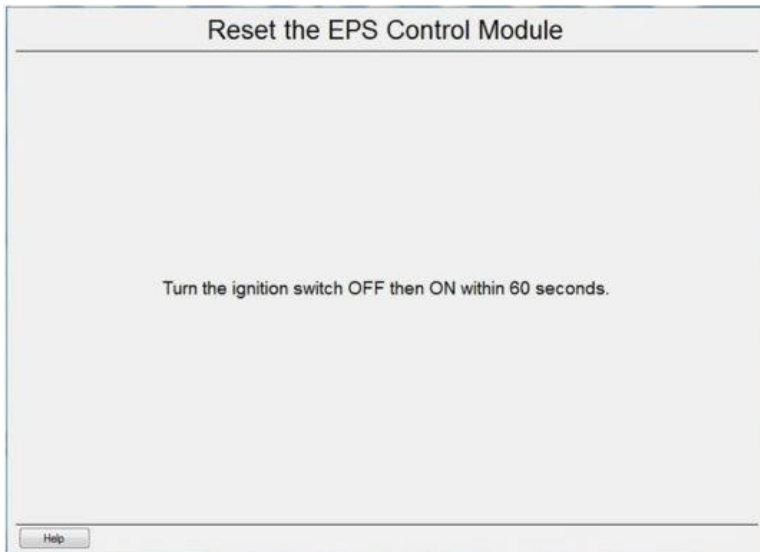 Reset the EPS Control Module
Turn the ignition switch OFF then ON within 60 seconds.
Help